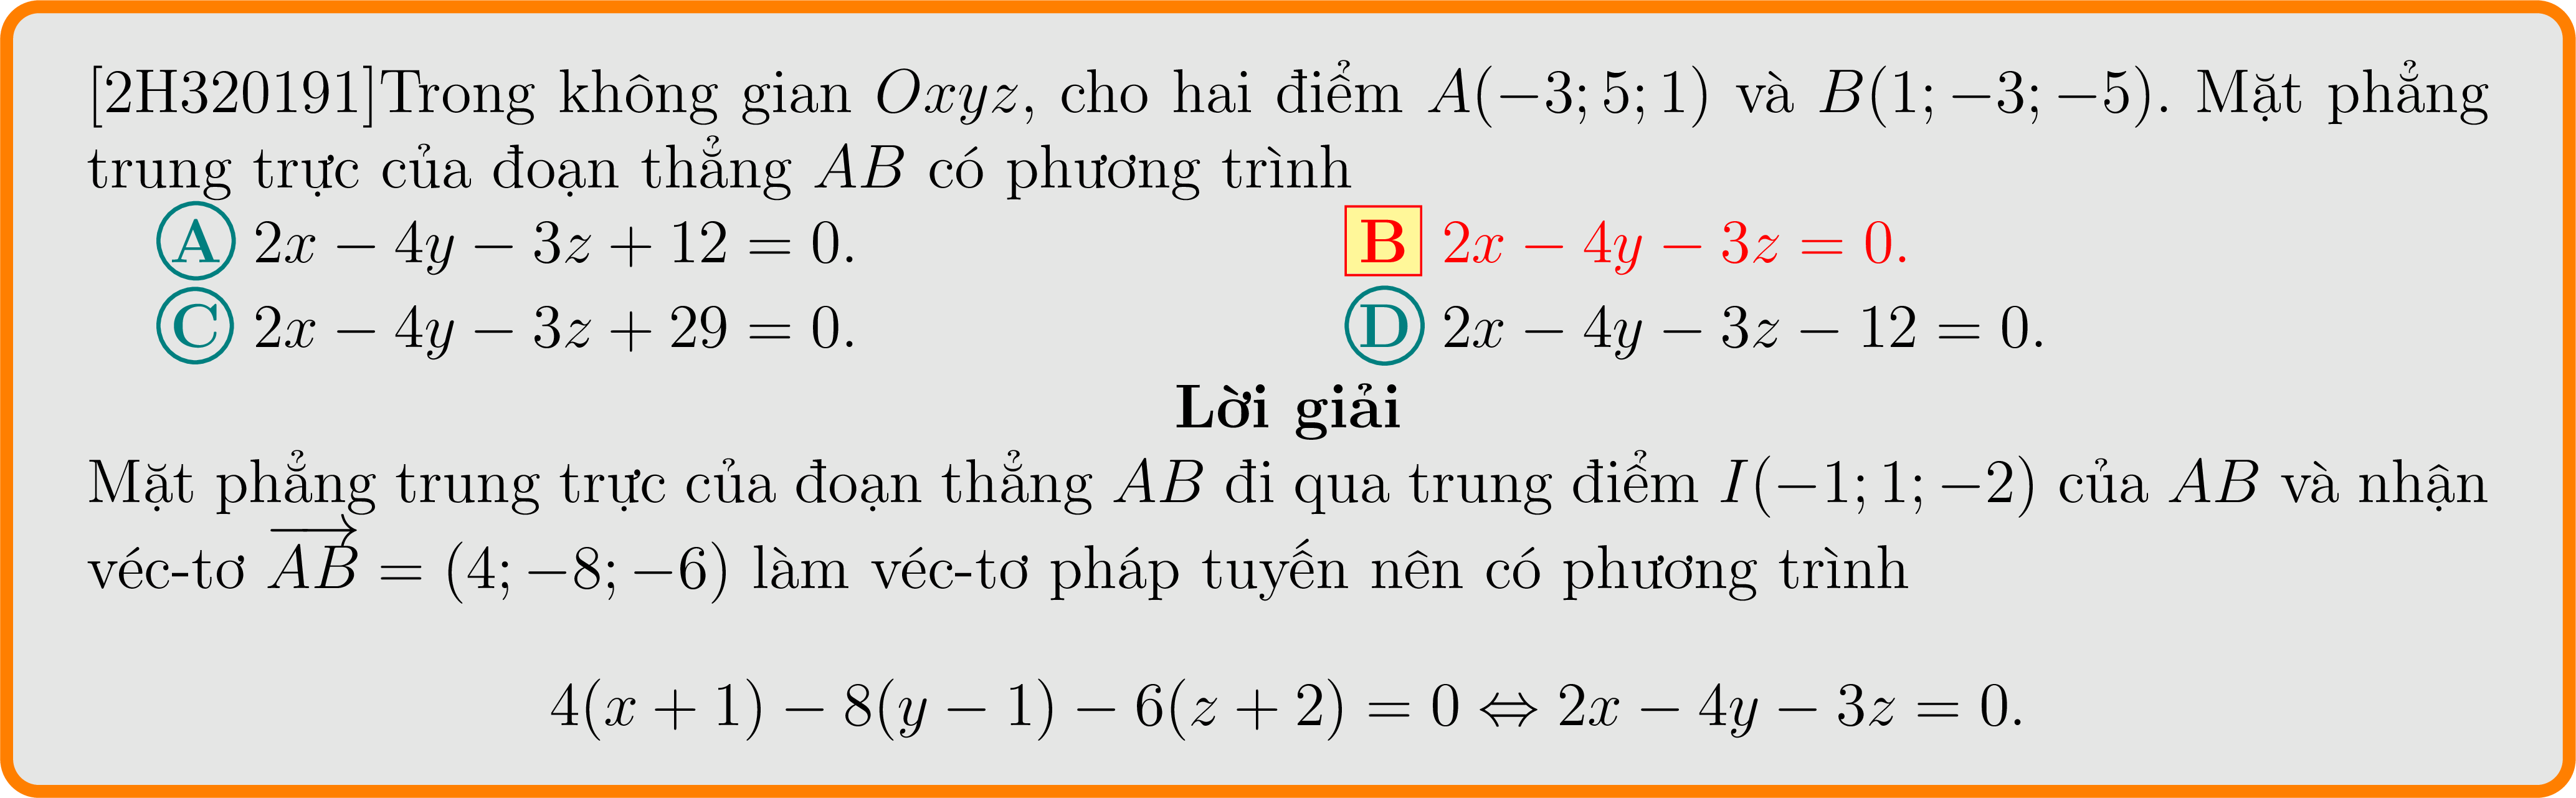 [2H320191]Trong không gian Oxyz, cho hai điểm A(−3; 5; 1) và B(1; −3; −5). Mặt phẳng
trung trực của đoạn thẳng AB có phương trình
A 2x − 4y − 3z + 12 = 0. B 2x − 4y − 3z = 0.
C 2x − 4y − 3z + 29 = 0. D 2x − 4y − 3z − 12 = 0.
Lời giải
Mặt phẳng trung trực của đoạn thẳng AB đi qua trung điểm I(−1; 1; −2) của AB và nhận
véc-tơ \overrightarrow{AB} = (4; −8; −6) làm véc-tơ pháp tuyến nên có phương trình
4(x + 1) − 8(y − 1) − 6(z + 2) = 0 ⇔ 2x − 4y − 3z = 0.